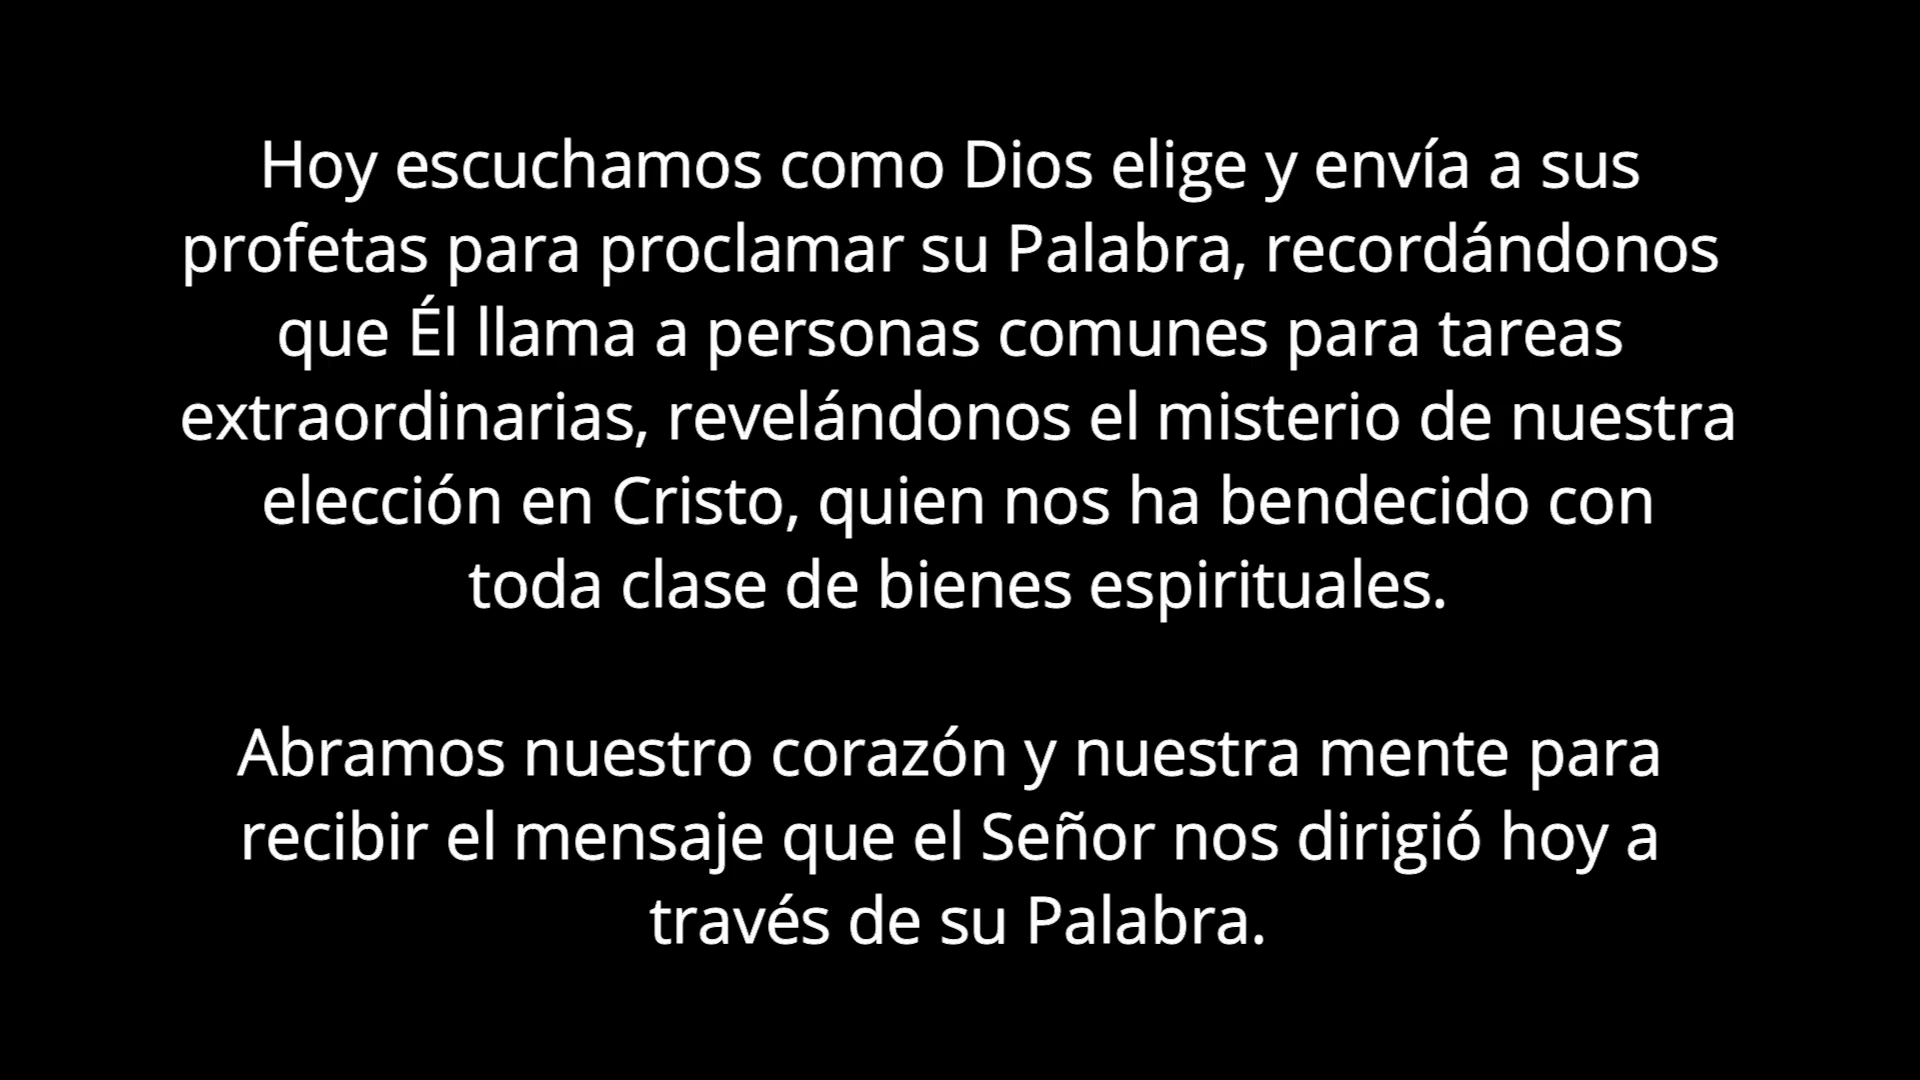 Hoy escuchamos como Dios elige y envía a sus
profetas para proclamar su Palabra, recordándonos
que Él llama a personas comunes para tareas
extraordinarias, revelándonos el misterio de nuestra
elección en Cristo, quien nos ha bendecido con
toda clase de bienes espirituales.
Abramos nuestro corazón y nuestra mente para
recibir el mensaje que el Señor nos dirigió hoy a
través de su Palabra.